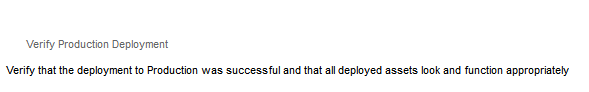 Verify Production Deployment
Verify that the deployment to Production was successful and that all deployed assets look and function appropriately